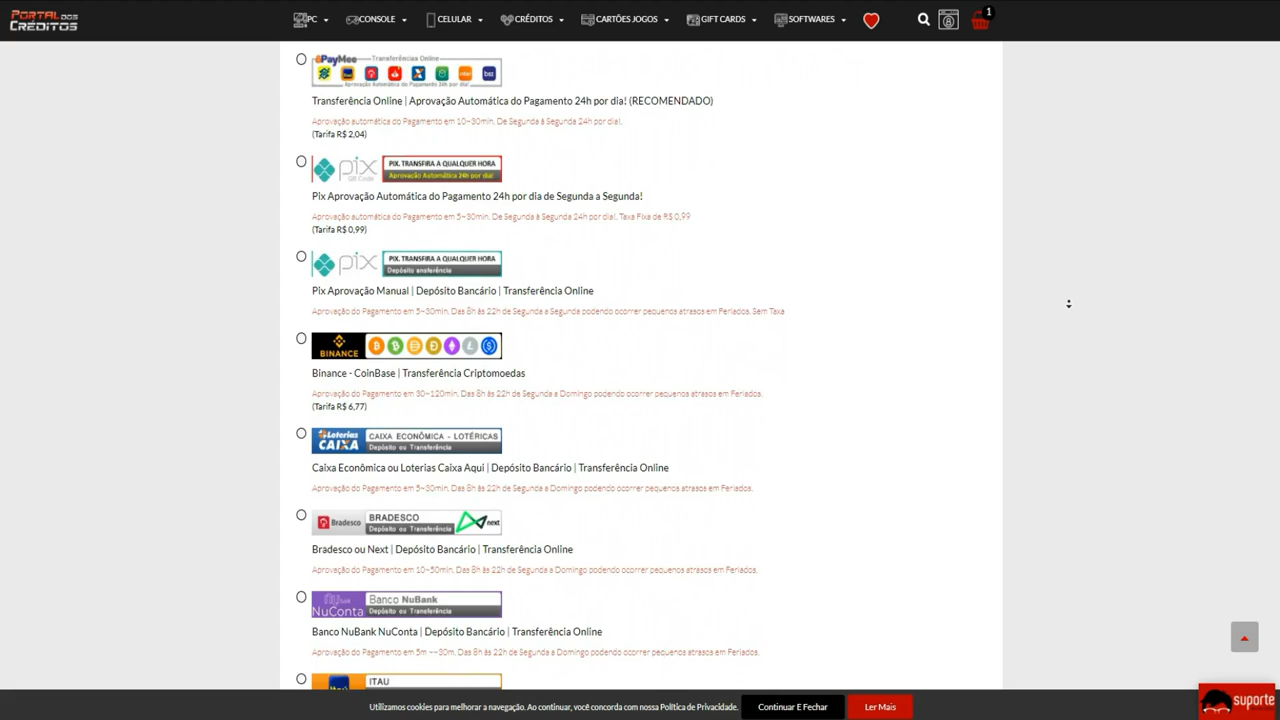 PORTAL DOS
CRÉDITOS
PC
CONSOLE
CELULAR
CRÉDITOS
CARTÕES JOGOS
GIFT CARDS
SOFTWARES
1
PayMee Transferências Online
Aprovação Automática do Pagamento 24h por dia!
Transferência Online | Aprovação Automática do Pagamento 24h por dia! (RECOMENDADO)
Aprovação automática do Pagamento em 10~30min. De Segunda à Segunda 24h por dia!.
(Tarifa R$ 2,04)
pix PIX. TRANSFIRA A QUALQUER HORA
QR Code Aprovação Automática 24h por dia!
Pix Aprovação Automática do Pagamento 24h por dia de Segunda a Segunda!
Aprovação automática do Pagamento em 5~30min. De Segunda à Segunda 24h por dia!. Taxa Fixa de R$ 0,99
(Tarifa R$ 0,99)
pix PIX. TRANSFIRA A QUALQUER HORA
Depósito ansferência
Pix Aprovação Manual | Depósito Bancário | Transferência Online
Aprovação do Pagamento em 5~30min. Das 8h às 22h de Segunda a Segunda podendo ocorrer pequenos atrasos em Feriados. Sem Taxa
BINANCE
Binance - CoinBase | Transferência Criptomoedas
Aprovação do Pagamento em 30~120min. Das 8h às 22h de Segunda a Domingo podendo ocorrer pequenos atrasos em Feriados.
(Tarifa R$ 6,77)
Loterias CAIXA ECONÔMICA - LOTÉRICAS
CAIXA Depósito ou Transferência
Caixa Econômica ou Loterias Caixa Aqui | Depósito Bancário | Transferência Online
Aprovação do Pagamento em 5~30min. Das 8h às 22h de Segunda a Domingo podendo ocorrer pequenos atrasos em Feriados.
Bradesco BRADESCO next
Depósito ou Transferência
Bradesco ou Next | Depósito Bancário | Transferência Online
Aprovação do Pagamento em 10~50min. Das 8h às 22h de Segunda a Domingo podendo ocorrer pequenos atrasos em Feriados.
Banco NuBank
NuConta Depósito ou Transferência
Banco NuBank NuConta | Depósito Bancário | Transferência Online
Aprovação do Pagamento em 5m ~~30m. Das 8h às 22h de Segunda a Domingo podendo ocorrer pequenos atrasos em Feriados.
ITAU
Utilizamos cookies para melhorar a navegação. Ao continuar, você concorda com nossa Política de Privacidade.
Continuar E Fechar
Ler Mais
suporte